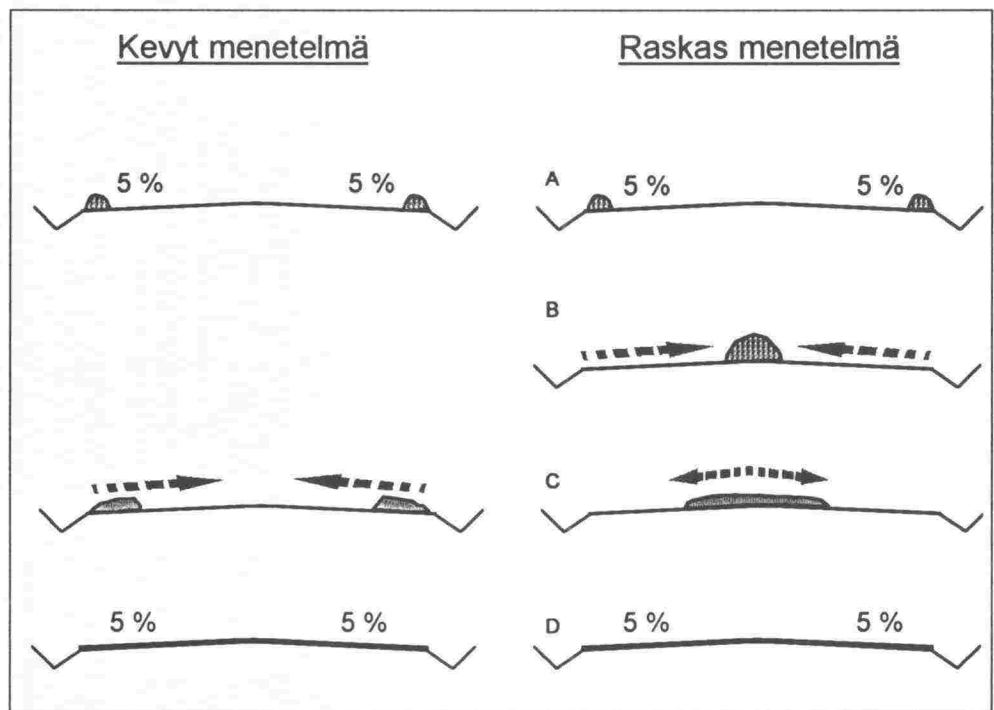 Kevyt menetelmä
Raskas menetelmä
5 % 5 %
A 5 % 5 %
B
C
5 % 5 %
D 5 % 5 %